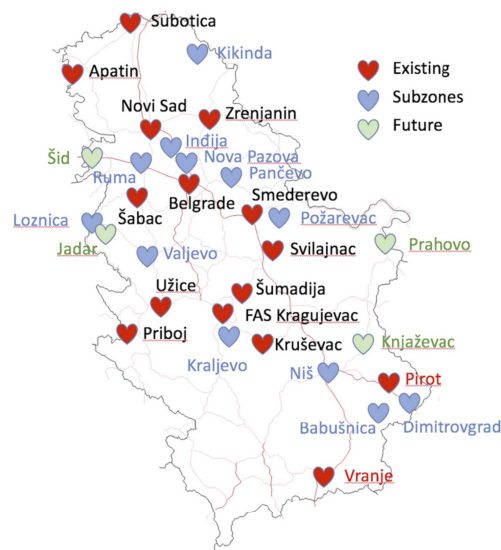 Subotica
Kikinda
Existing
Apatin
Subzones
Novi Sad
Zrenjanin
Future
Inđija
Šid
Nova Pazova
Ruma
Pančevo
Smederevo
Belgrade
Loznica
Šabac
Požarevac
Jadar
Valjevo
Svilajnac
Prahovo
Užice
Šumadija
FAS Kragujevac
Priboj
Kruševac
Knjaževac
Kraljevo
Niš
Pirot
Babušnica
Dimitrovgrad
Vranje